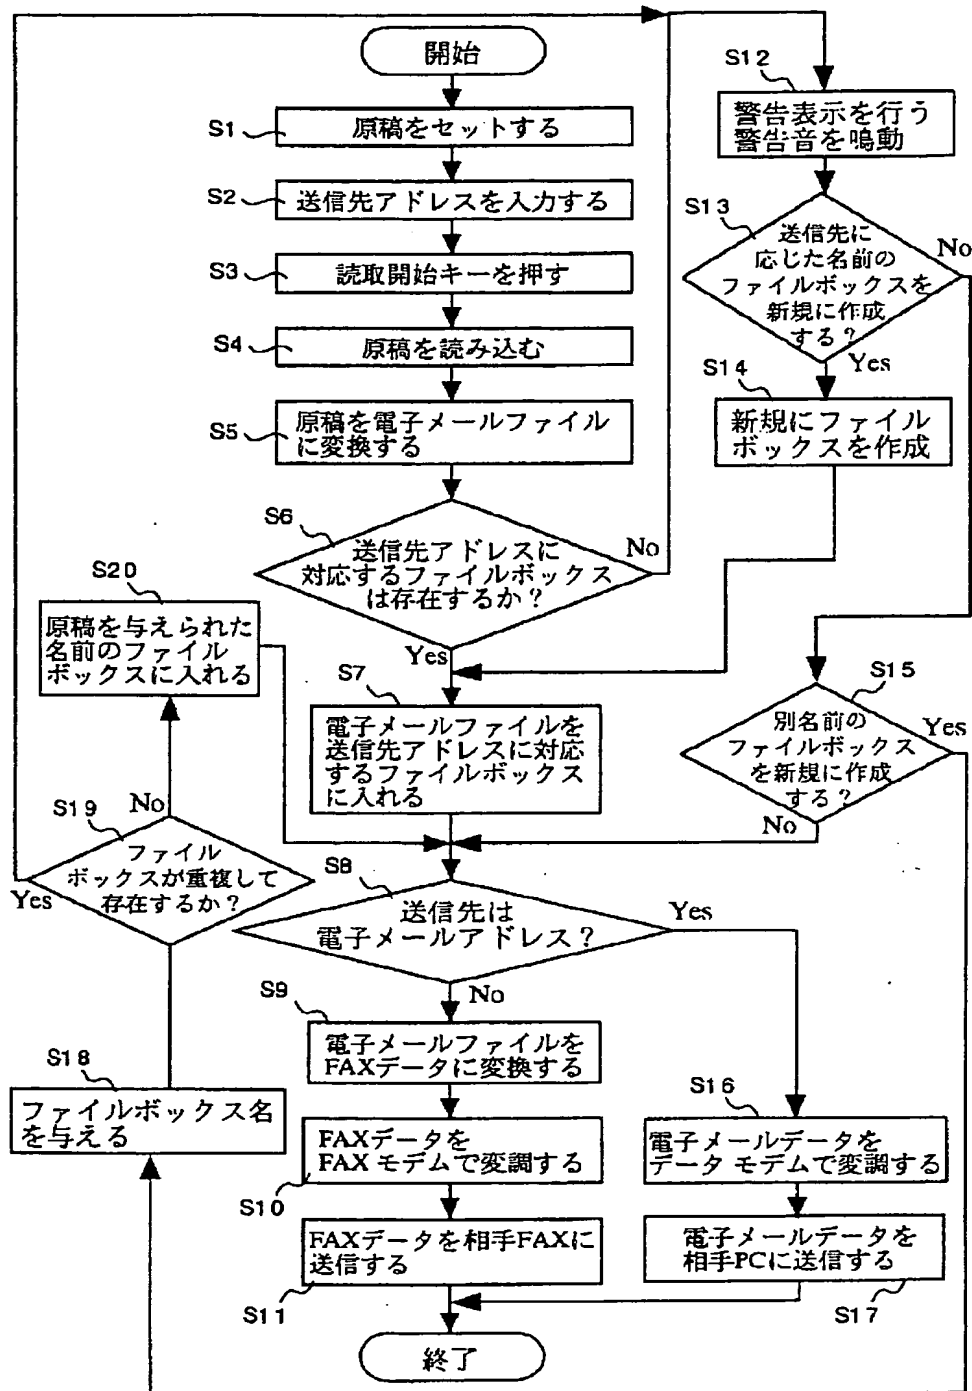 開始
S1
原稿をセットする
S2
送信先アドレスを入力する
S3
読取開始キーを押す
S4
原稿を読み込む
S5
原稿を電子メールファイル
に変換する
S6
送信先アドレスに
対応するファイルボックス
は存在するか?
No
Yes
S7
電子メールファイルを
送信先アドレスに対応
するファイルボックス
に入れる
S8
送信先は
電子メールアドレス?
Yes
No
S9
電子メールファイルを
FAXデータに変換する
FAXデータを
FAX モデムで変調する
S10
FAXデータを相手FAXに
送信する
S11
終了
S12
警告表示を行う
警告音を鳴動
S13
送信先に
応じた名前の
ファイルボックスを
新規に作成
する?
No
Yes
S14
新規にファイル
ボックスを作成
S15
別名前の
ファイルボックス
を新規に作成
する?
Yes
No
S16
電子メールデータを
データ モデムで変調する
電子メールデータを
相手PCに送信する
S17
S18
ファイルボックス名
を与える
S19
ファイル
ボックスが重複して
存在するか?
No
Yes
S20
原稿を与えられた
名前のファイル
ボックスに入れる